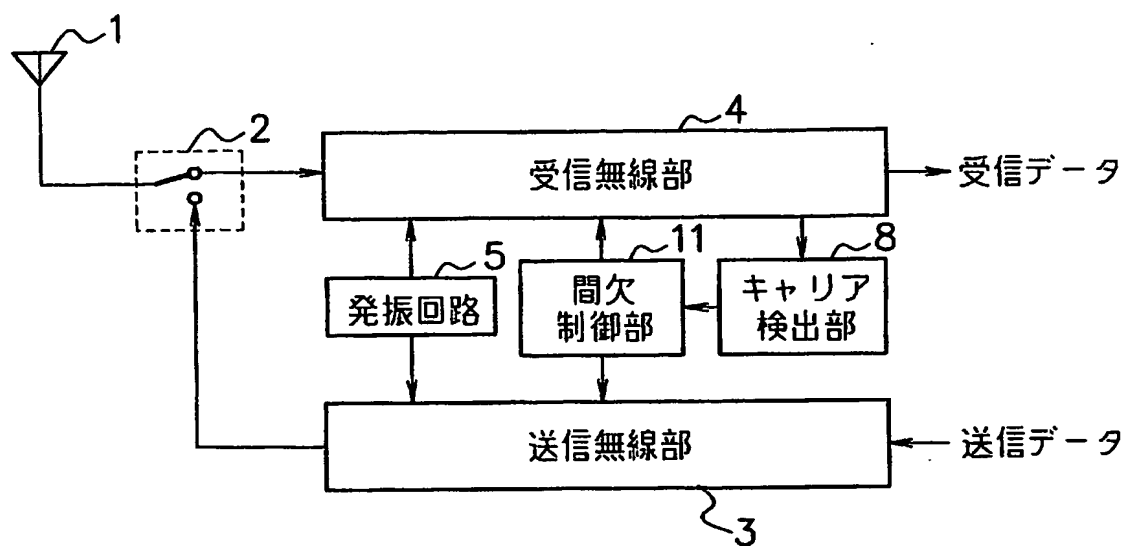 1
2
4
受信無線部
受信データ
5
発振回路
11
間欠
制御部
8
キャリア
検出部
送信無線部
送信データ
3